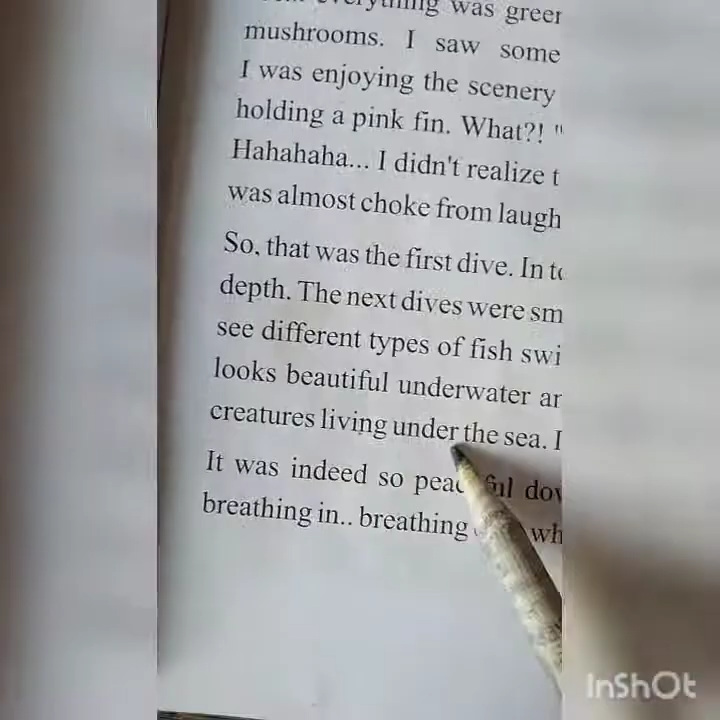 everything was green
mushrooms. I saw some
I was enjoying the scenery
holding a pink fin. What?! "
Hahahaha... I didn't realize t
was almost choke from laugh
So, that was the first dive. In to
depth. The next dives were sm
see different types of fish swi
looks beautiful underwater an
creatures living under the sea. I
It was indeed so peaceful dow
breathing in.. breathing wh
InShOt